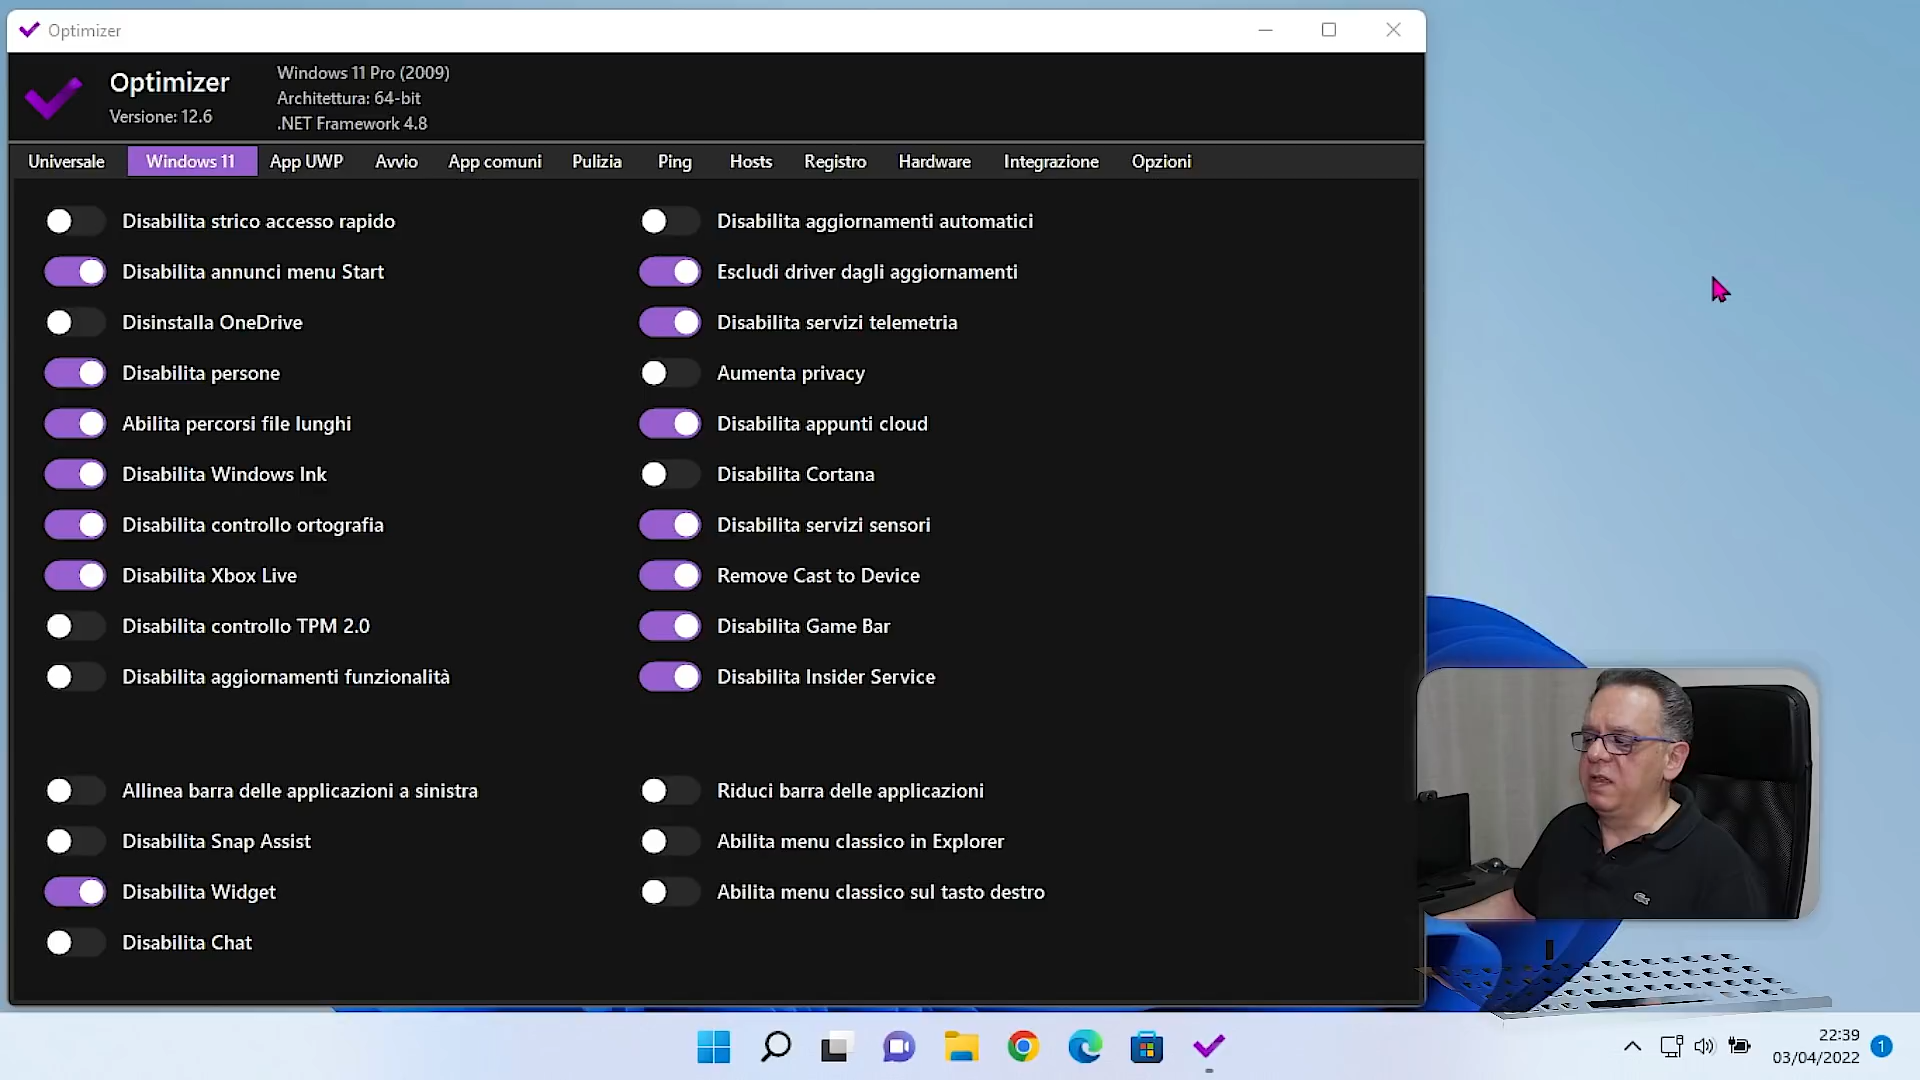 Optimizer
Optimizer
Versione: 12.6
Windows 11 Pro (2009)
Architettura: 64-bit
.NET Framework 4.8
Universale Windows 11 App UWP Avvio App comuni Pulizia Ping Hosts Registro Hardware Integrazione Opzioni
Disabilita strico accesso rapido
Disabilita annunci menu Start
Disinstalla OneDrive
Disabilita persone
Abilita percorsi file lunghi
Disabilita Windows Ink
Disabilita controllo ortografia
Disabilita Xbox Live
Disabilita controllo TPM 2.0
Disabilita aggiornamenti funzionalità
Disabilita aggiornamenti automatici
Escludi driver dagli aggiornamenti
Disabilita servizi telemetria
Aumenta privacy
Disabilita appunti cloud
Disabilita Cortana
Disabilita servizi sensori
Remove Cast to Device
Disabilita Game Bar
Disabilita Insider Service
Allinea barra delle applicazioni a sinistra
Disabilita Snap Assist
Disabilita Widget
Disabilita Chat
Riduci barra delle applicazioni
Abilita menu classico in Explorer
Abilita menu classico sul tasto destro
22:39
03/04/2022
1